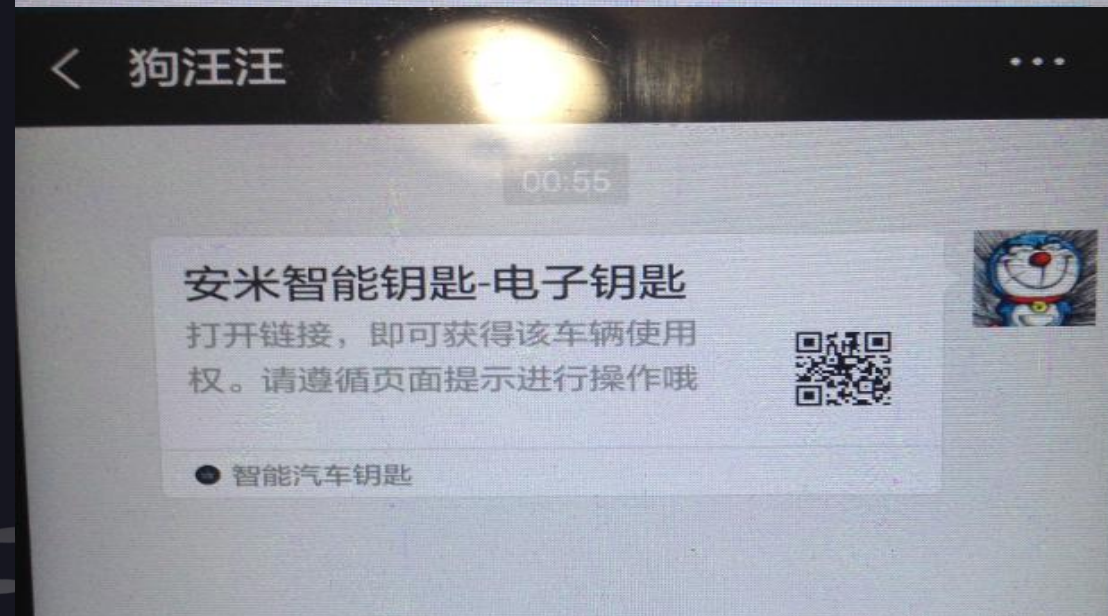 狗汪汪
00:55
安米智能钥匙-电子钥匙
打开链接，即可获得该车辆使用
权。请遵循页面提示进行操作哦
智能汽车钥匙